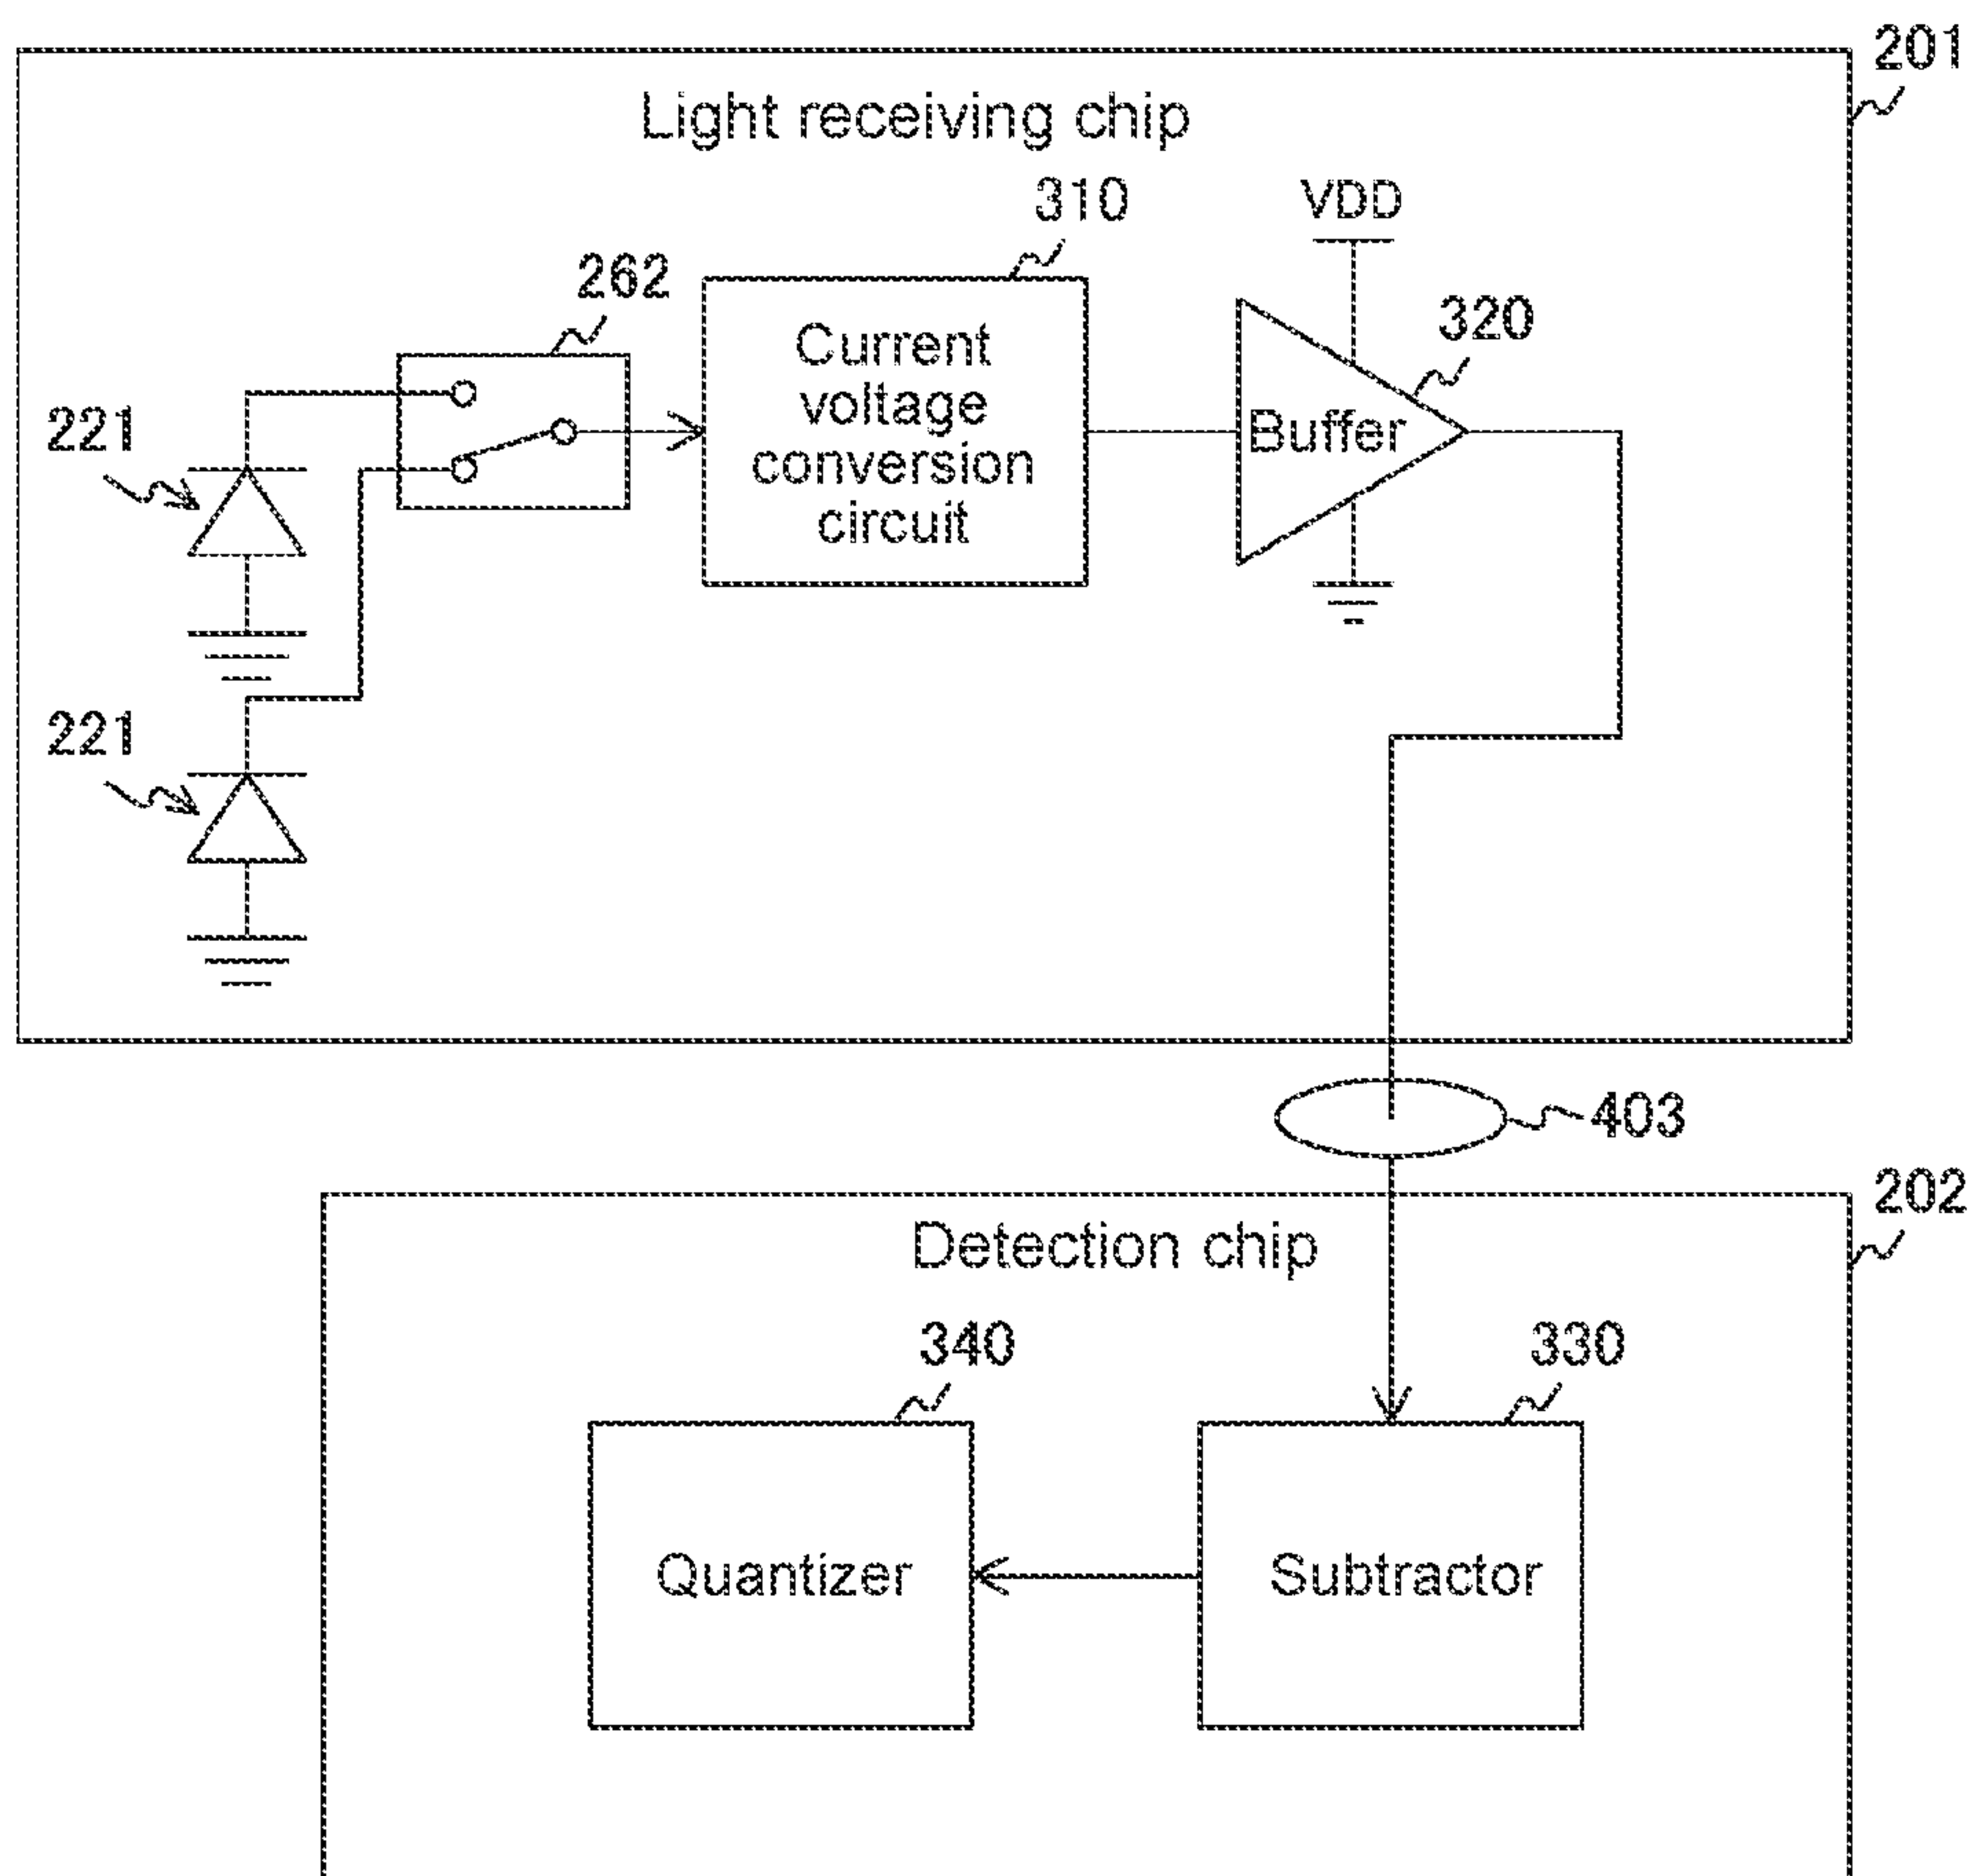 201
Light receiving chip
310
VDD
262
320
Current
voltage
conversion
circuit
Buffer
221
221
403
202
Detection chip
340
330
Quantizer
Subtractor